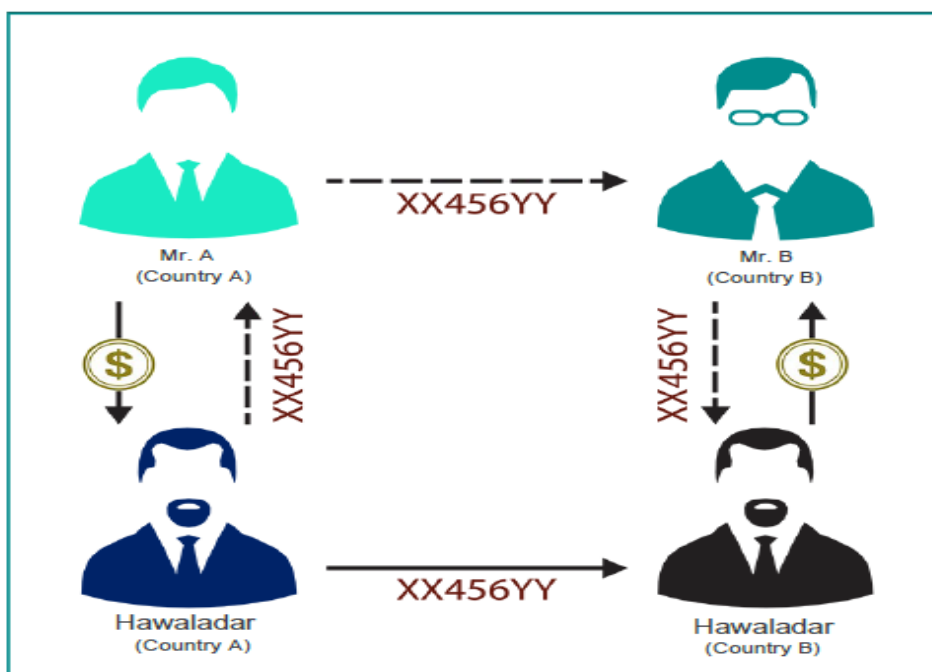 XX456YY
Mr. A
(Country A)
Mr. B
(Country B)
$
XX456YY
XX456YY
$
XX456YY
Hawaladar
(Country A)
Hawaladar
(Country B)